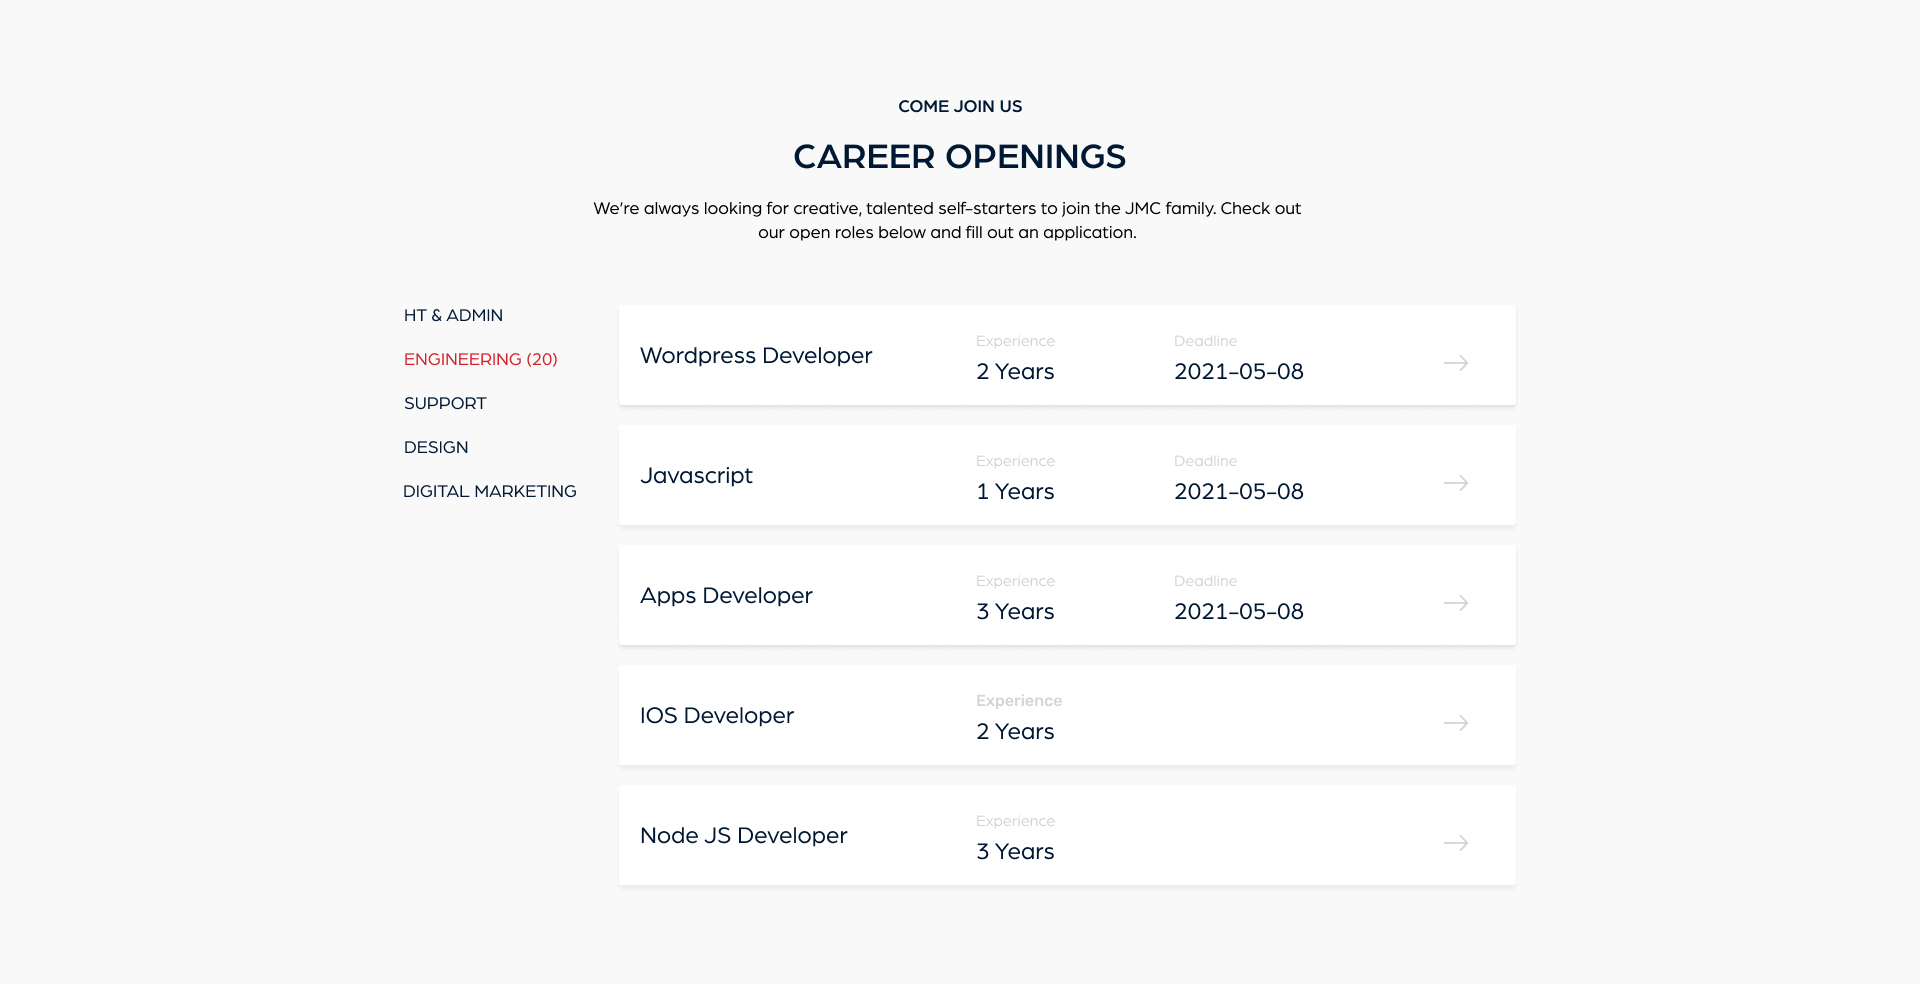 COME JOIN US
CAREER OPENINGS
We’re always looking for creative, talented self-starters to join the JMC family. Check out
our open roles below and fill out an application.
HT & ADMIN
ENGINEERING (20)
SUPPORT
DESIGN
DIGITAL MARKETING
Wordpress Developer
Experience
2 Years
Deadline
2021-05-08
Javascript
Experience
1 Years
Deadline
2021-05-08
Apps Developer
Experience
3 Years
Deadline
2021-05-08
IOS Developer
Experience
2 Years
Node JS Developer
Experience
3 Years